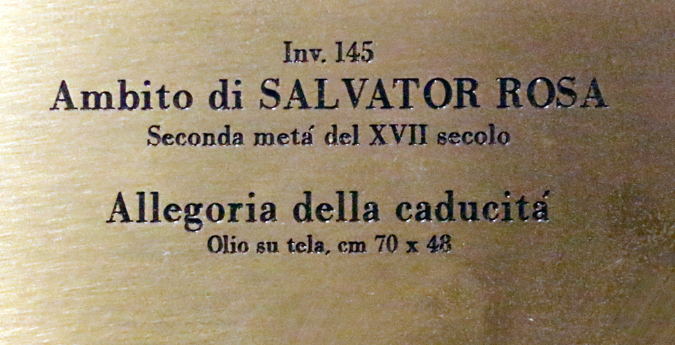 Inv. 145
Ambito di SALVATOR ROSA
Seconda metá del XVII secolo
Allegoria della caducitá
Olio su tela, cm 70 x 48